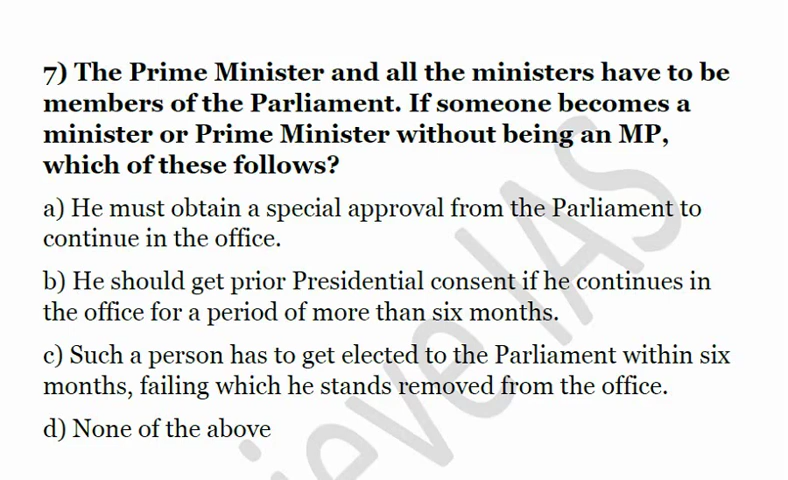 7) The Prime Minister and all the ministers have to be
members of the Parliament. If someone becomes a
minister or Prime Minister without being an MP,
which of these follows?
a) He must obtain a special approval from the Parliament to
continue in the office.
b) He should get prior Presidential consent if he continues in
the office for a period of more than six months.
c) Such a person has to get elected to the Parliament within six
months, failing which he stands removed from the office.
d) None of the above
ieve IAS